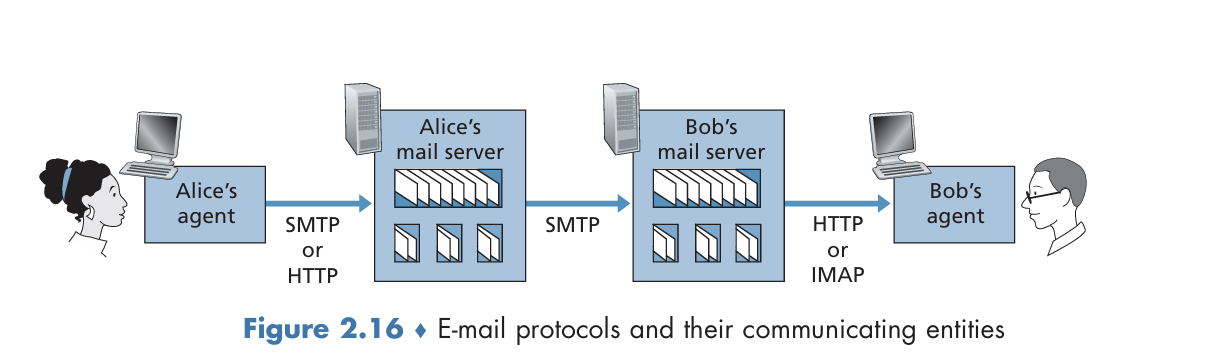 Alice's
agent
SMTP
or
HTTP
Alice's
mail server
SMTP
Bob's
mail server
HTTP
or
IMAP
Bob's
agent
Figure 2.16 ♦ E-mail protocols and their communicating entities